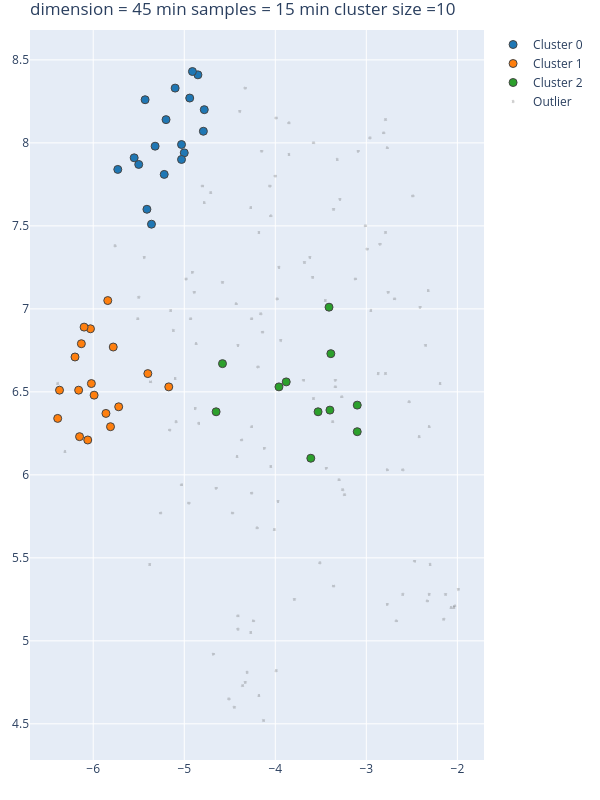 dimension = 45 min samples = 15 min cluster size =10
Cluster 0
Cluster 1
Cluster 2
Outlier
8.5
8
7.5
7
6.5
6
5.5
5
4.5
−6 −5 −4 −3 −2